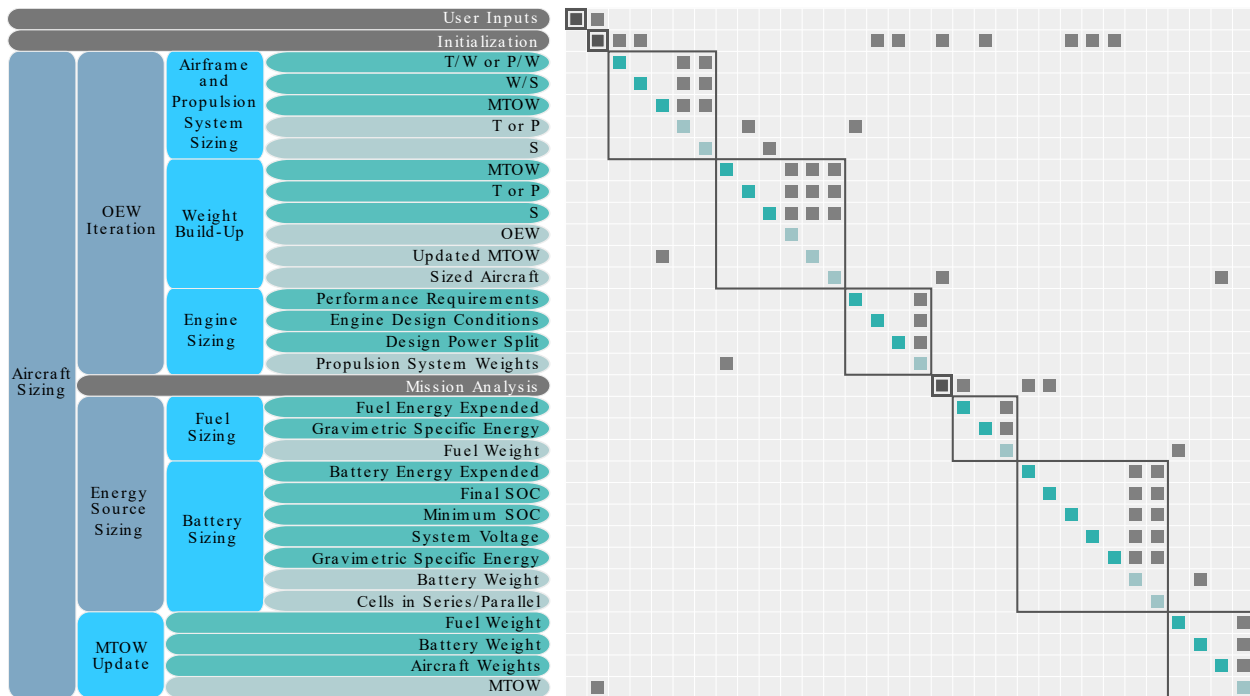 User Inputs
Initialization
Aircraft
Sizing
OEW
Iteration
Airframe
and
Propulsion
System
Sizing
T/W or P/W
W/S
MTOW
T or P
S
Weight
Build-Up
MTOW
T or P
S
OEW
Updated MTOW
Sized Aircraft
Engine
Sizing
Performance Requirements
Engine Design Conditions
Design Power Split
Propulsion System Weights
Mission Analysis
Energy
Source
Sizing
Fuel
Sizing
Fuel Energy Expended
Gravimetric Specific Energy
Fuel Weight
Battery
Sizing
Battery Energy Expended
Final SOC
Minimum SOC
System Voltage
Gravimetric Specific Energy
Battery Weight
Cells in Series/Parallel
MTOW
Update
Fuel Weight
Battery Weight
Aircraft Weights
MTOW